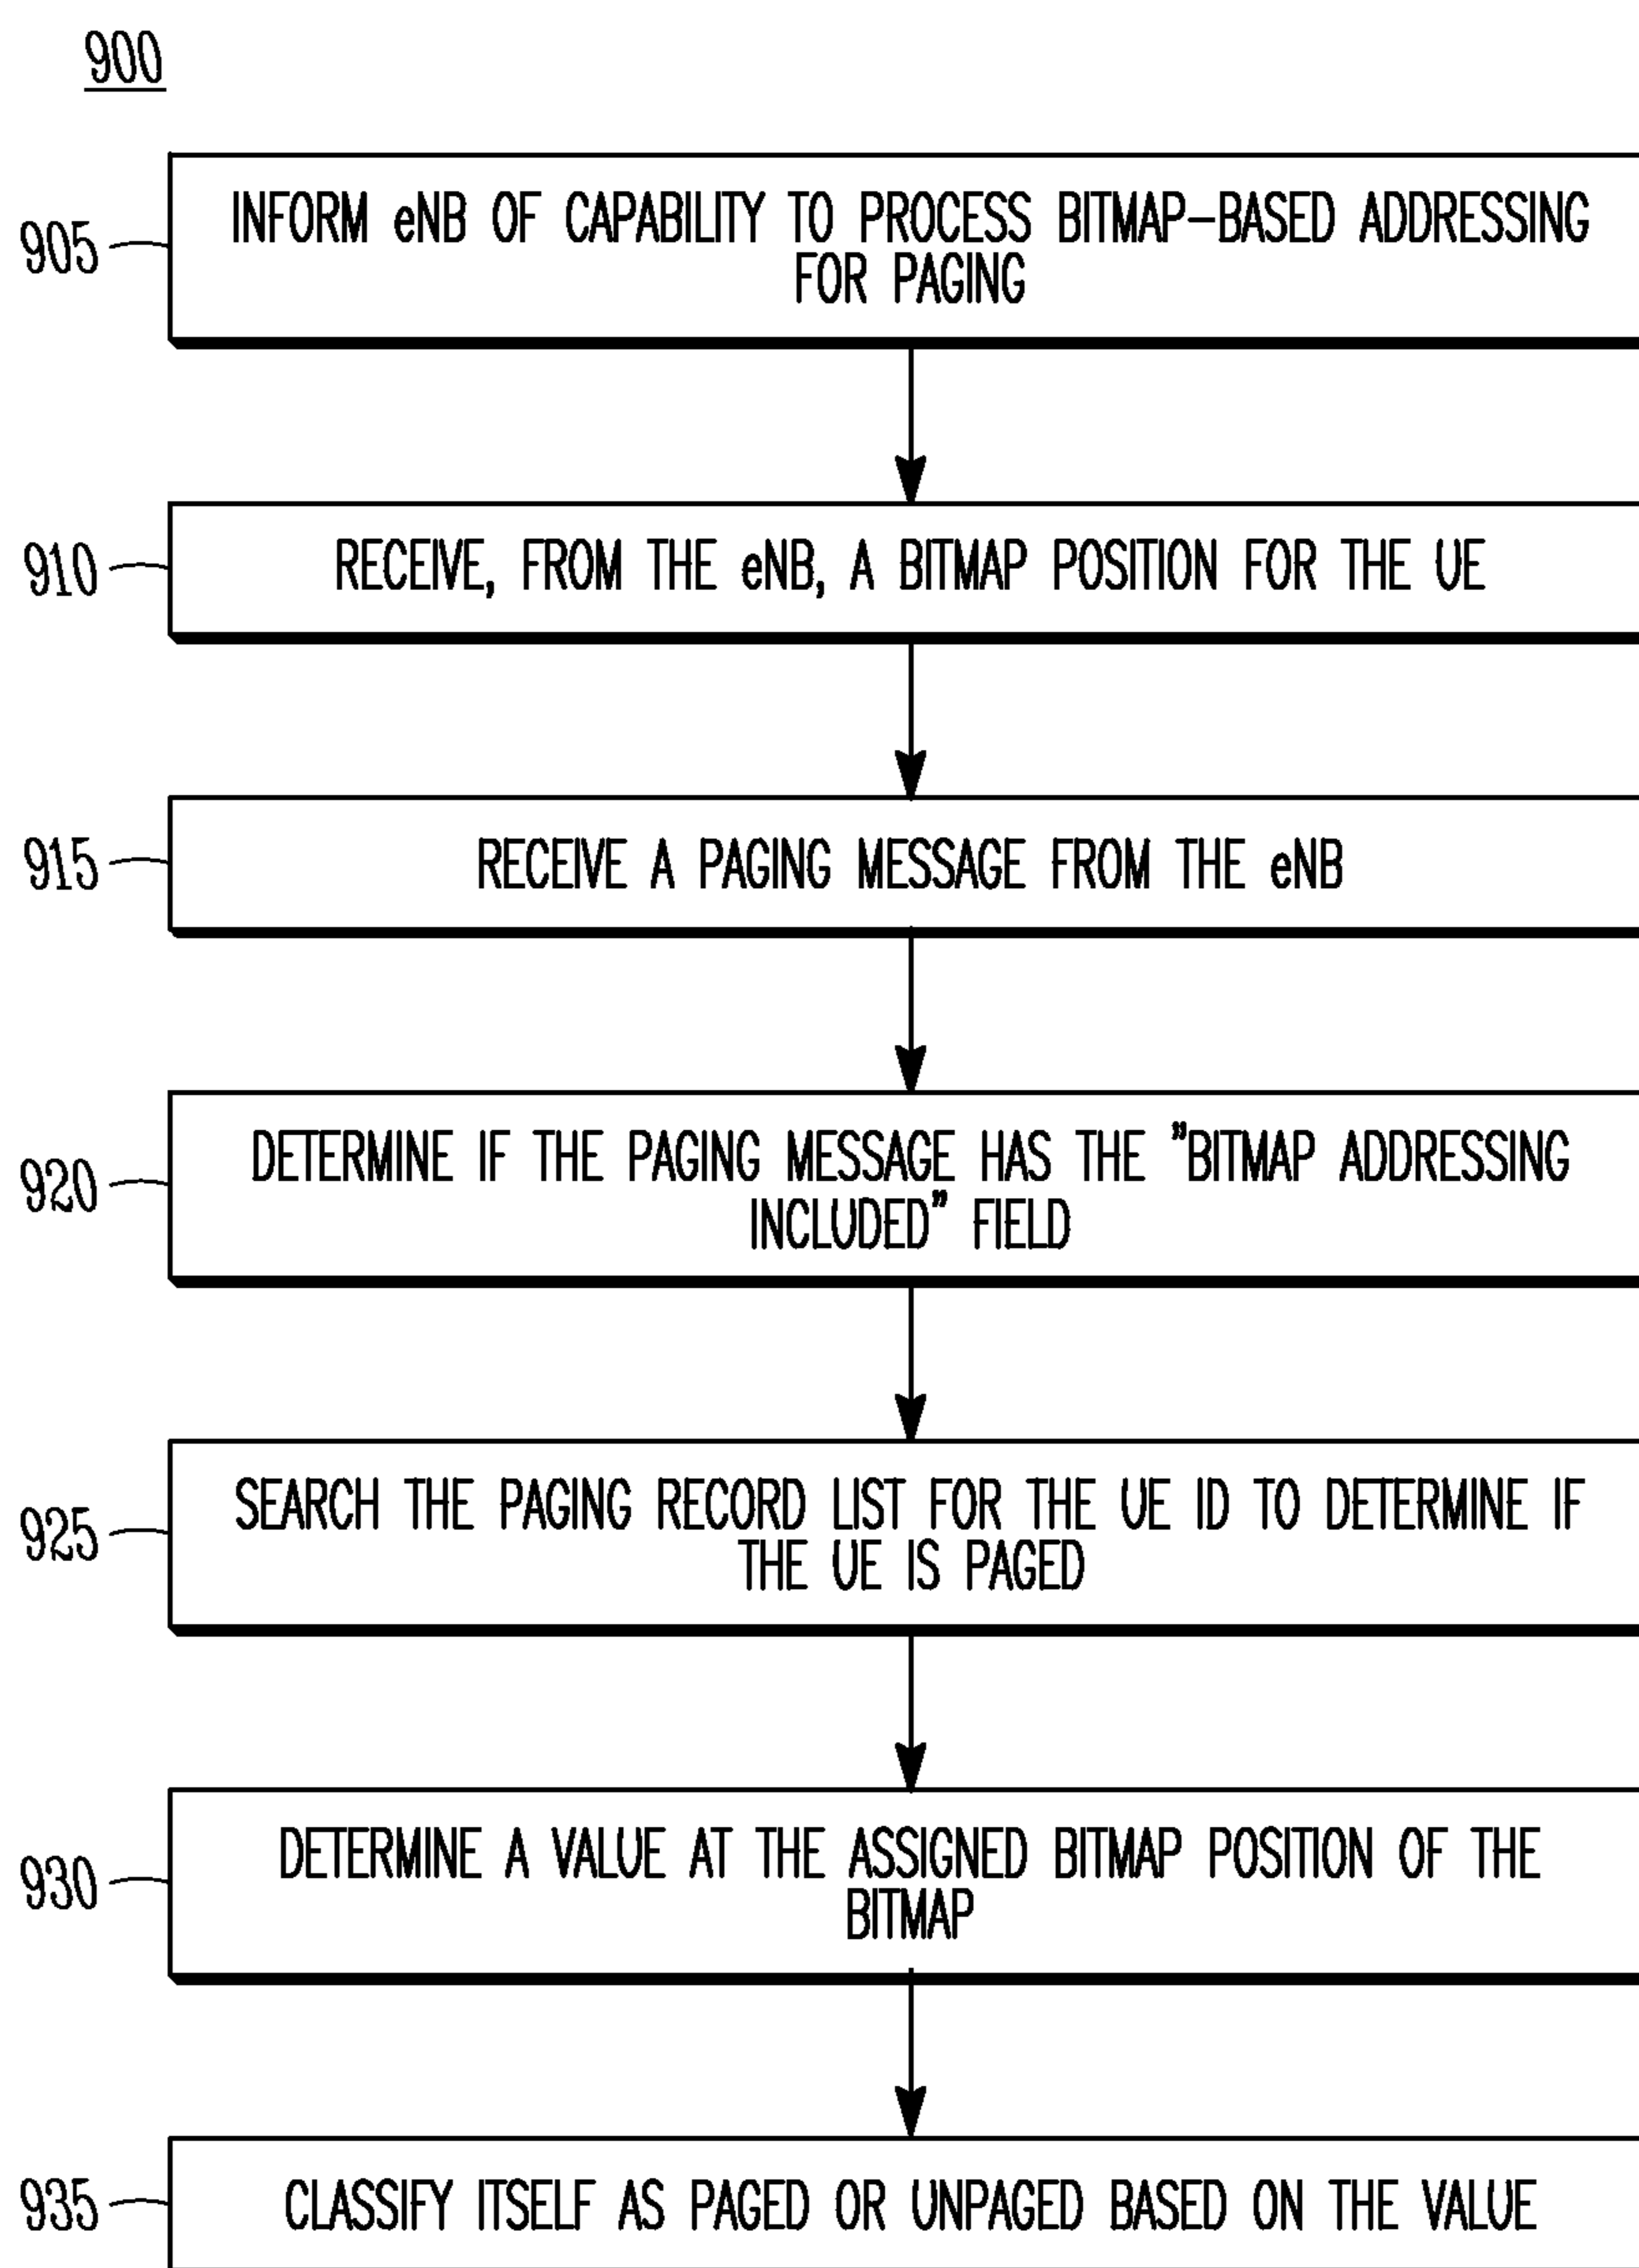 900
905
INFORM eNB OF CAPABILITY TO PROCESS BITMAP-BASED ADDRESSING
FOR PAGING
910
RECEIVE, FROM THE eNB, A BITMAP POSITION FOR THE UE
915
RECEIVE A PAGING MESSAGE FROM THE eNB
920
DETERMINE IF THE PAGING MESSAGE HAS THE "BITMAP ADDRESSING
INCLUDED" FIELD
925
SEARCH THE PAGING RECORD LIST FOR THE UE ID TO DETERMINE IF
THE UE IS PAGED
930
DETERMINE A VALUE AT THE ASSIGNED BITMAP POSITION OF THE
BITMAP
935
CLASSIFY ITSELF AS PAGED OR UNPAGED BASED ON THE VALUE